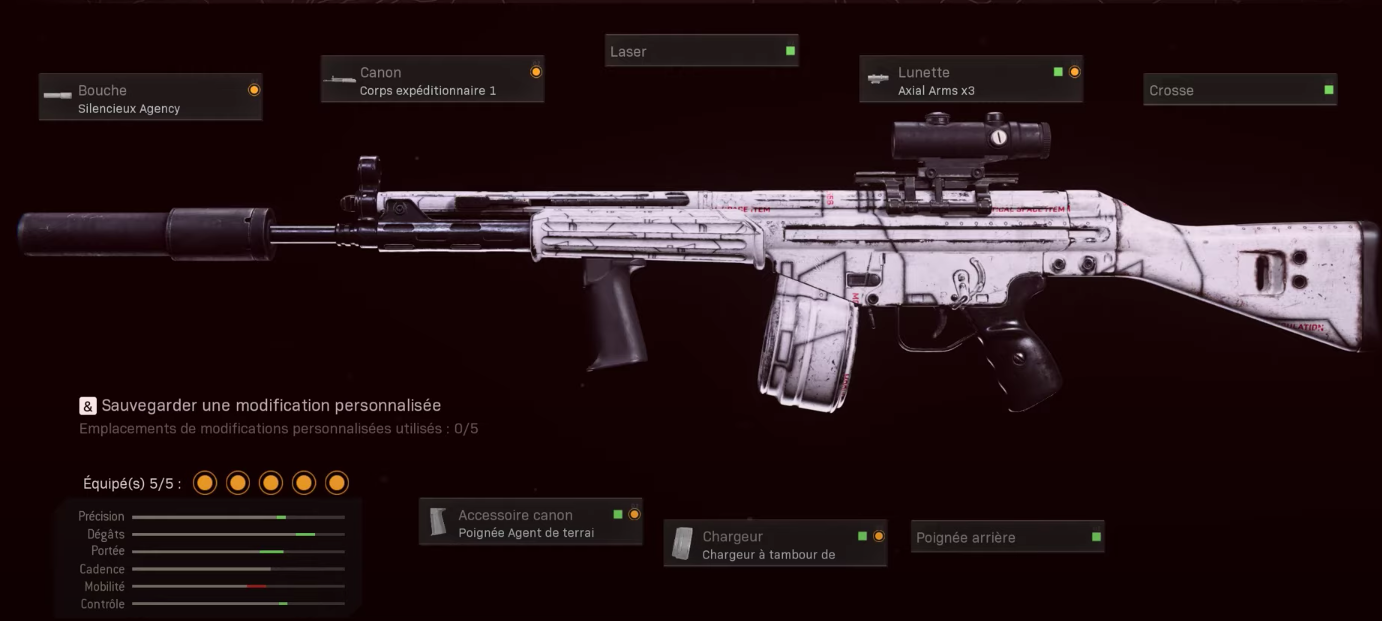 Laser
Canon
Corps expéditionnaire 1
Lunette
Axial Arms x3
Bouche
Silencieux Agency
Crosse
& Sauvegarder une modification personnalisée
Emplacements de modifications personnalisées utilisés : 0/5
Équipé(s) 5/5 :
Précision
Dégâts
Portée
Cadence
Mobilité
Contrôle
Accessoire canon
Poignée Agent de terrai
Chargeur
Chargeur à tambour de
Poignée arrière